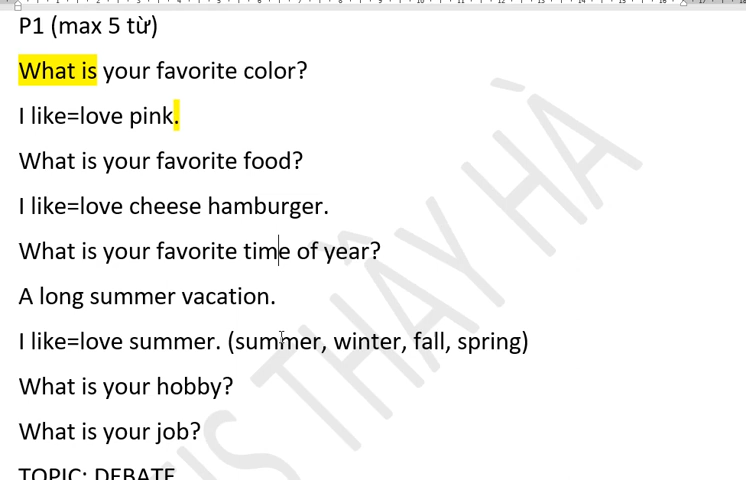 P1 (max 5 từ)
What is your favorite color?
I like=love pink.
What is your favorite food?
I like=love cheese hamburger.
What is your favorite time of year?
A long summer vacation.
I like=love summer. (summer, winter, fall, spring)
What is your hobby?
What is your job?
TOPIC: DEBATE
THẦY HÀ